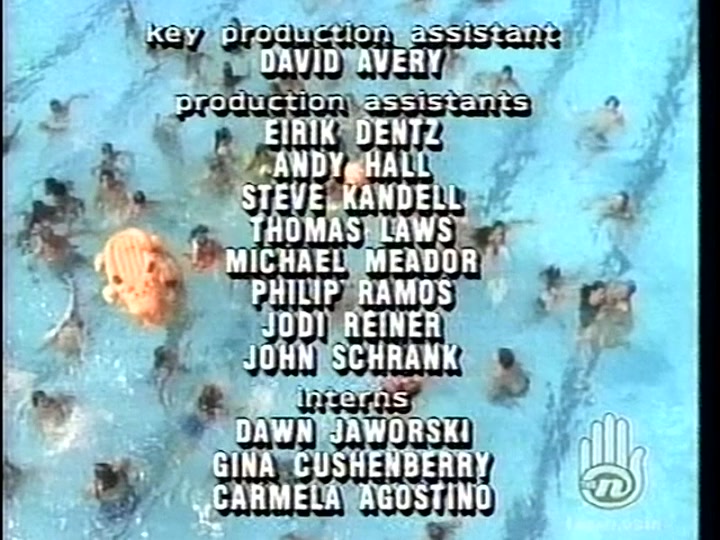 key production assistant
DAVID AVERY
production assistants
EIRIK DENTZ
ANDY HALL
STEVE KANDELL
THOMAS LAWS
MICHAEL MEADOR
PHILIP RAMOS
JODI REINER
JOHN SCHRANK
interns
DAWN JAWORSKI
GINA CUSHENBERRY
CARMELA AGOSTINO
n